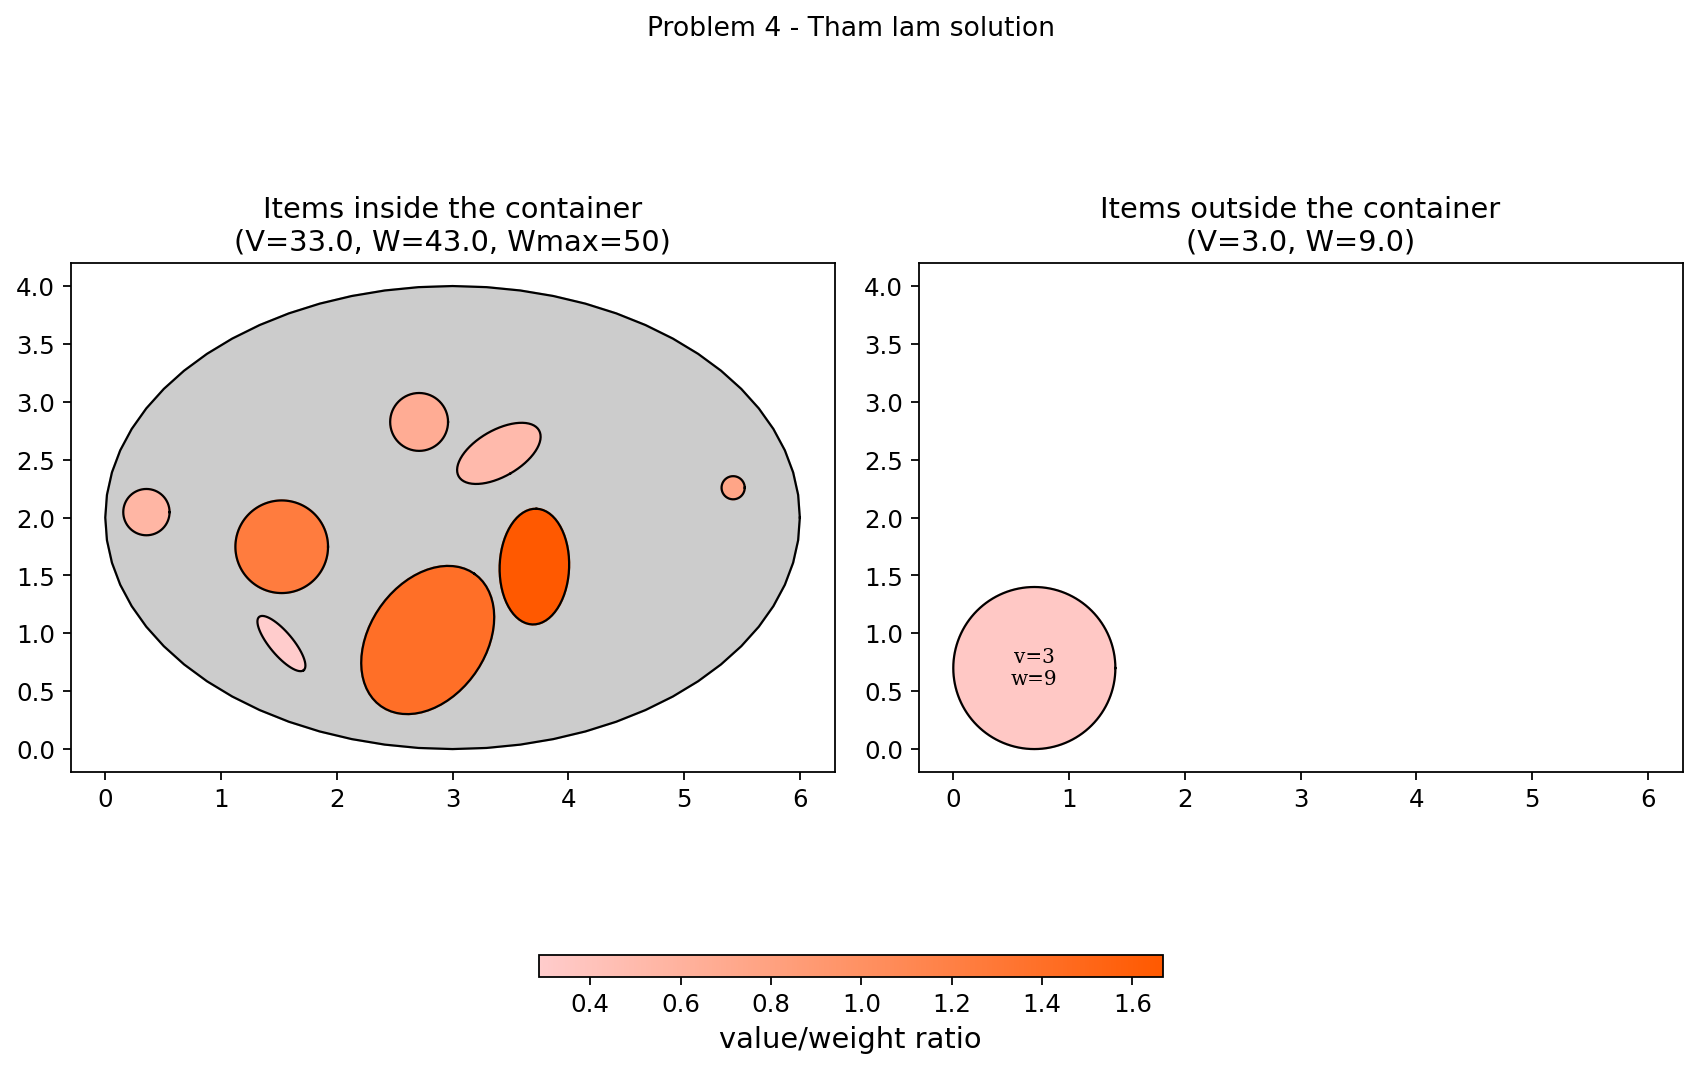 Problem 4 - Tham lam solution
Items inside the container
(V=33.0, W=43.0, Wmax=50)
4.0
3.5
3.0
2.5
2.0
1.5
1.0
0.5
0.0
0 1 2 3 4 5 6
Items outside the container
(V=3.0, W=9.0)
4.0
3.5
3.0
2.5
2.0
1.5
1.0
0.5
0.0
v=3
w=9
0 1 2 3 4 5 6
0.4 0.6 0.8 1.0 1.2 1.4 1.6
value/weight ratio